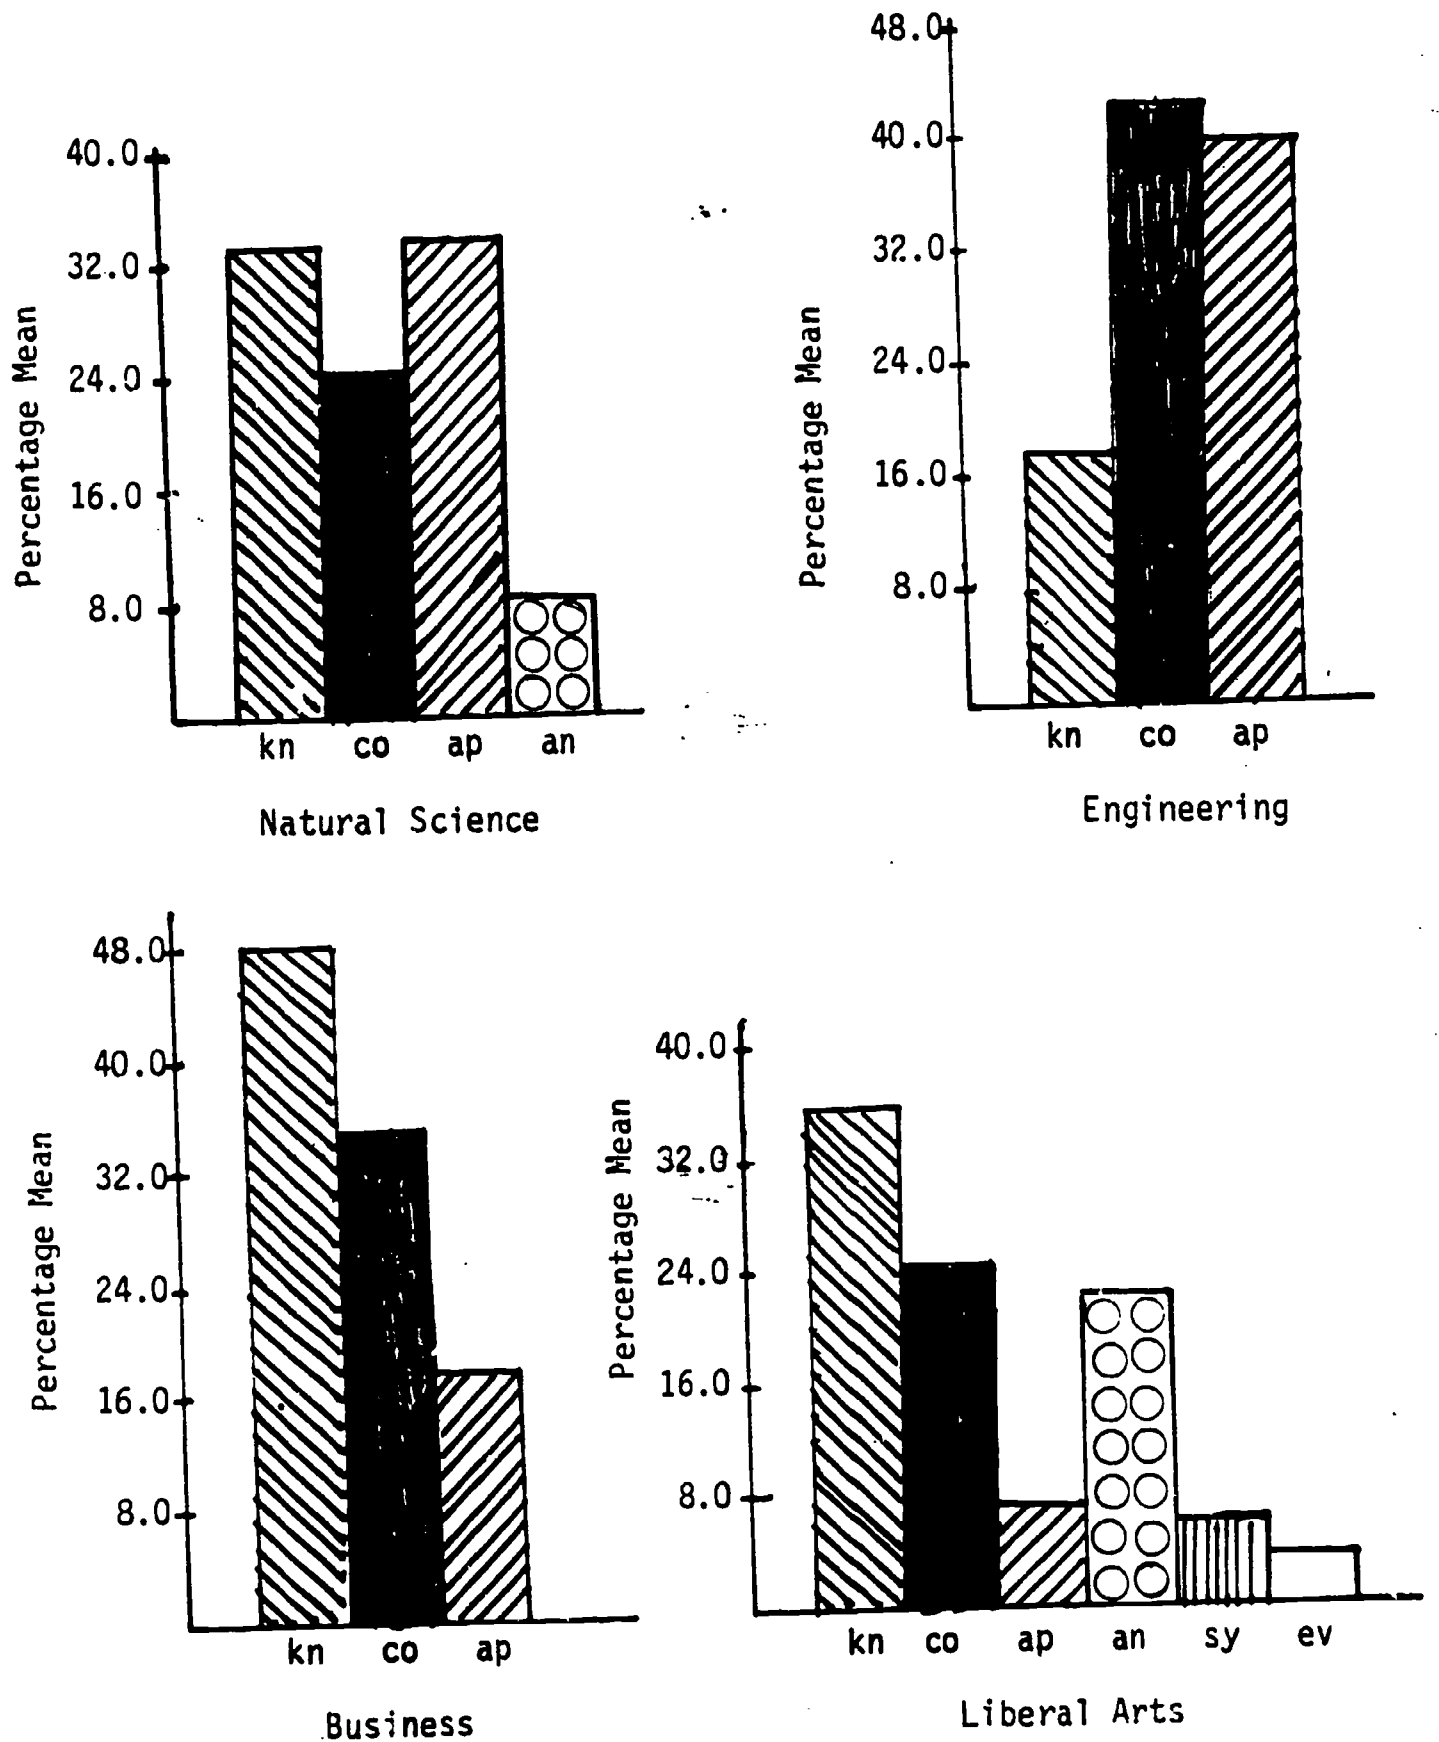 40.0
32.0
24.0
16.0
8.0
Percentage Mean
kn co ap an
Natural Science
48.0
40.0
32.0
24.0
16.0
8.0
Percentage Mean
kn co ap
Engineering
48.0
40.0
32.0
24.0
16.0
8.0
Percentage Mean
kn co ap
Business
40.0
32.0
24.0
16.0
8.0
Percentage Mean
kn co ap an sy ev
Liberal Arts